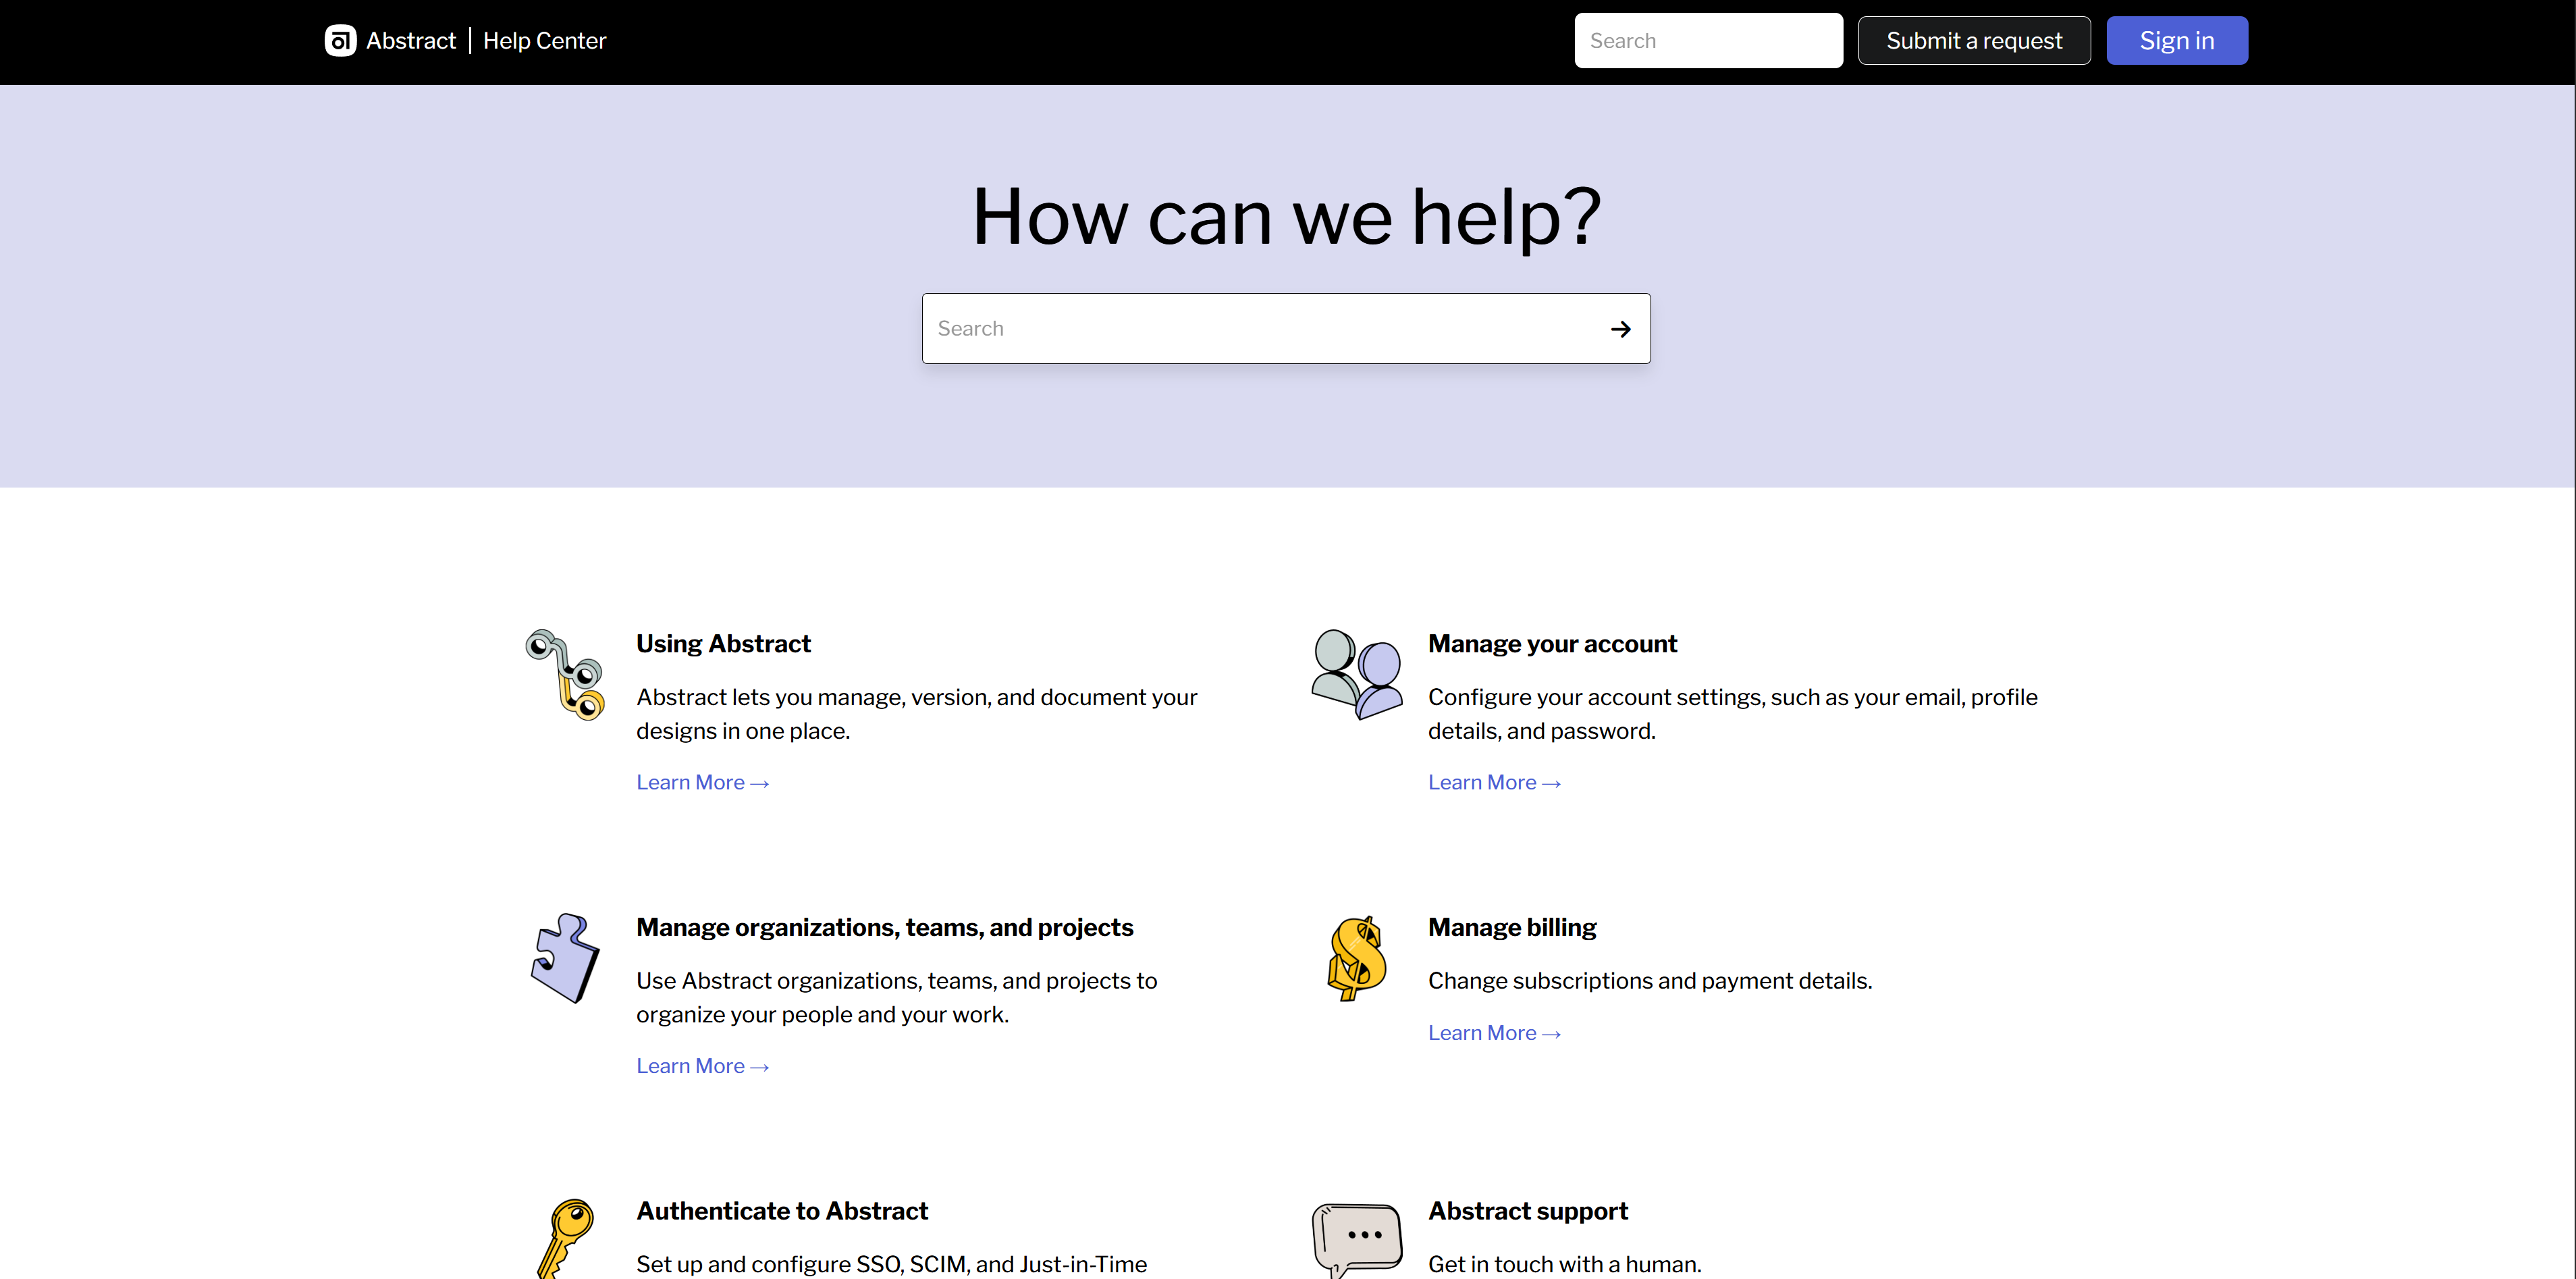 Abstract | Help Center
Search
Submit a request
Sign in
How can we help?
Search
Using Abstract
Abstract lets you manage, version, and document your
designs in one place.
Learn More →
Manage your account
Configure your account settings, such as your email, profile
details, and password.
Learn More →
Manage organizations, teams, and projects
Use Abstract organizations, teams, and projects to
organize your people and your work.
Learn More →
Manage billing
Change subscriptions and payment details.
Learn More →
Authenticate to Abstract
Set up and configure SSO, SCIM, and Just-in-Time
Abstract support
Get in touch with a human.